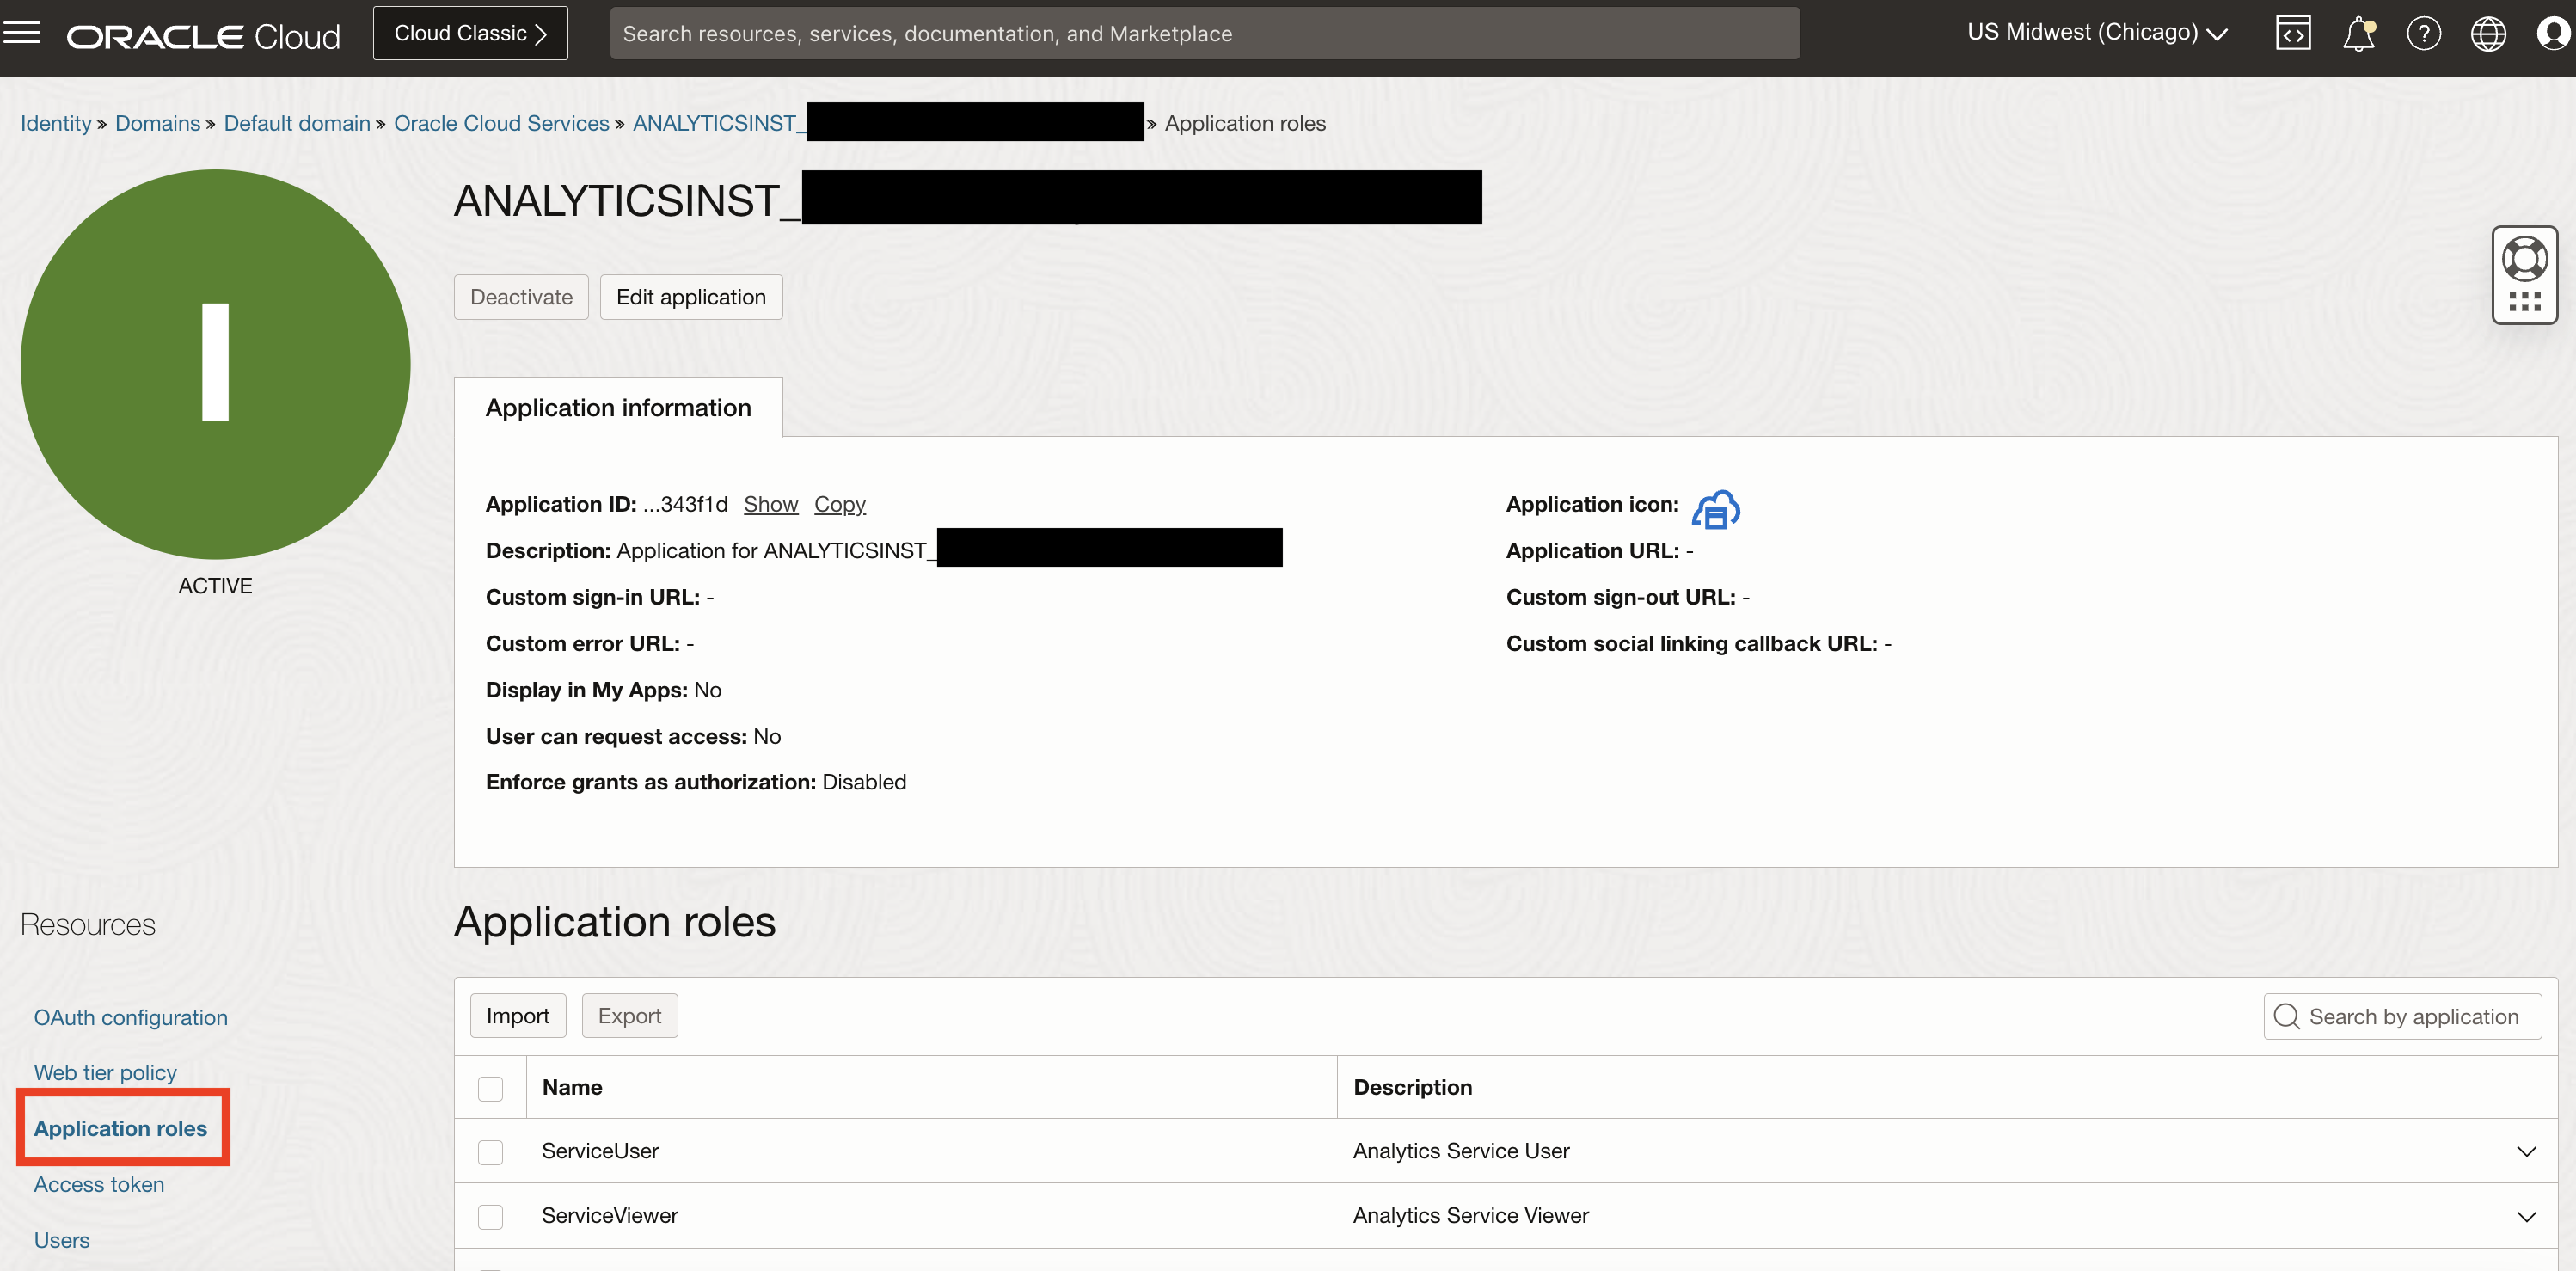 ORACLE Cloud Cloud Classic Search resources, services, documentation, and Marketplace US Midwest (Chicago)
Identity » Domains » Default domain » Oracle Cloud Services » ANALYTICSINST_ » Application roles
ANALYTICSINST_
Deactivate Edit application
I
ACTIVE
Application information
Application ID: ...343f1d Show Copy
Description: Application for ANALYTICSINST_
Custom sign-in URL: -
Custom error URL: -
Display in My Apps: No
User can request access: No
Enforce grants as authorization: Disabled
Application icon:
Application URL: -
Custom sign-out URL: -
Custom social linking callback URL: -
Resources
OAuth configuration
Web tier policy
Application roles
Access token
Users
Application roles
Import Export Search by application
Name Description
ServiceUser Analytics Service User
ServiceViewer Analytics Service Viewer